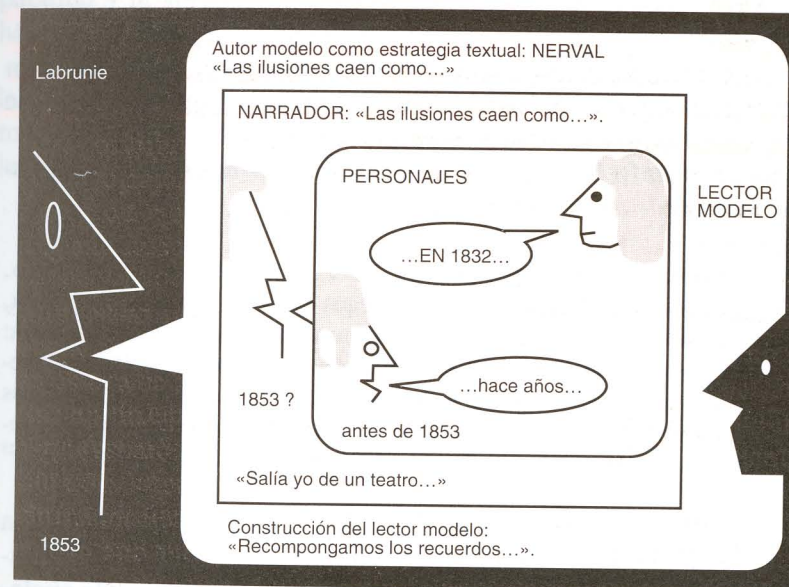 Labrunie
Autor modelo como estrategia textual: NERVAL
«Las ilusiones caen como...»
NARRADOR: «Las ilusiones caen como...».
PERSONAJES
LECTOR
MODELO
...EN 1832...
...hace años...
1853 ?
antes de 1853
«Salía yo de un teatro...»
Construcción del lector modelo:
«Recompongamos los recuerdos...».
1853